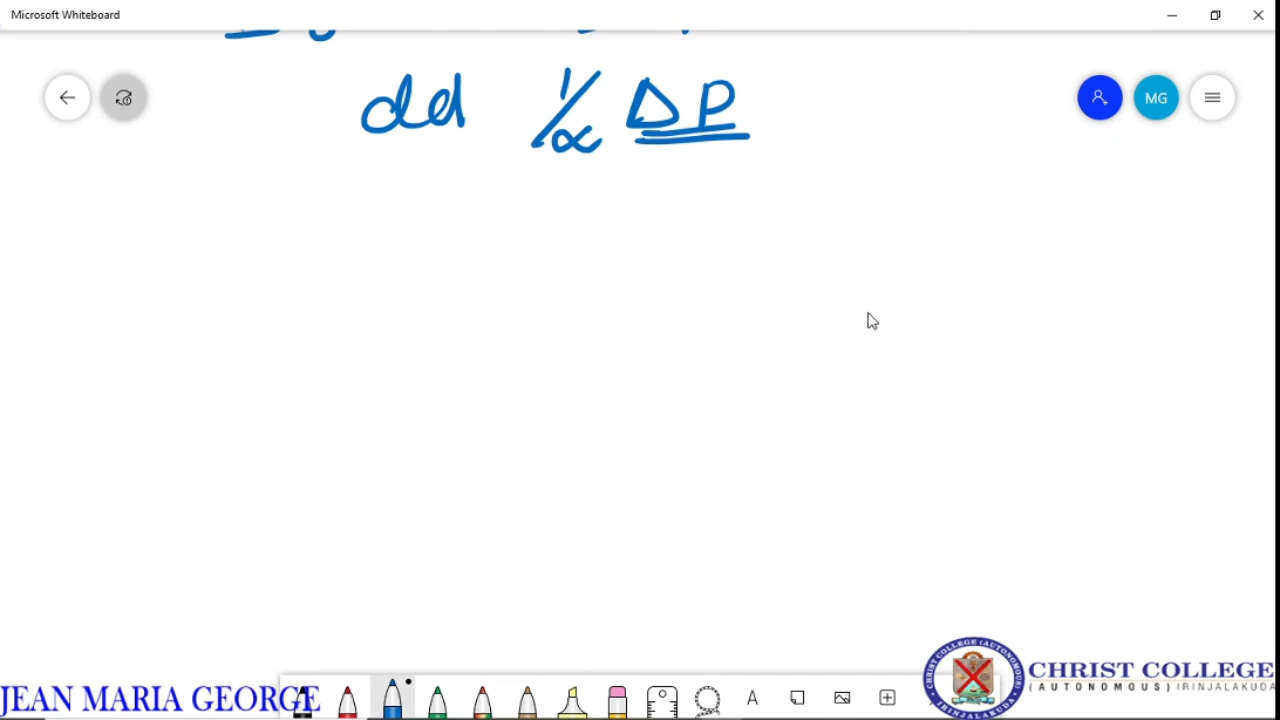 Microsoft Whiteboard
dd 1/α ΔP
MG
A
JEAN MARIA GEORGE
CHRIST COLLEGE
(AUTONOMOUS) IRINJALAKUDA